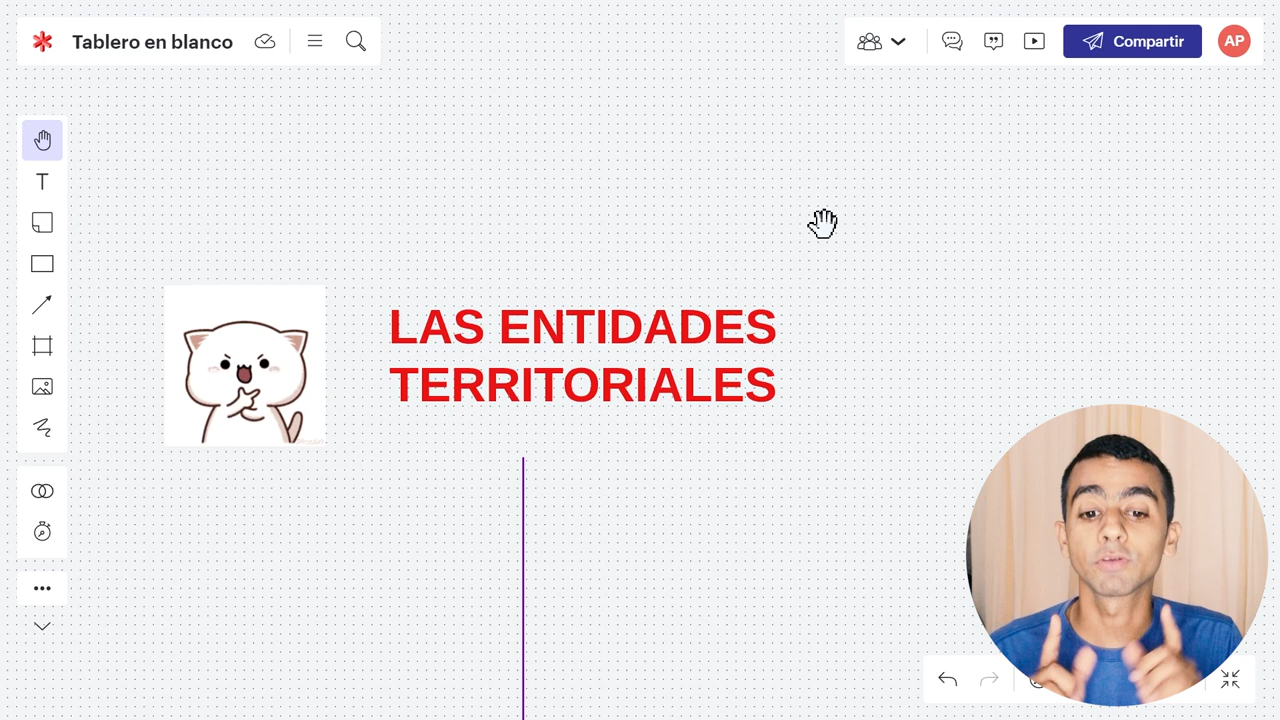 Tablero en blanco
Compartir
AP
T
LAS ENTIDADES
TERRITORIALES